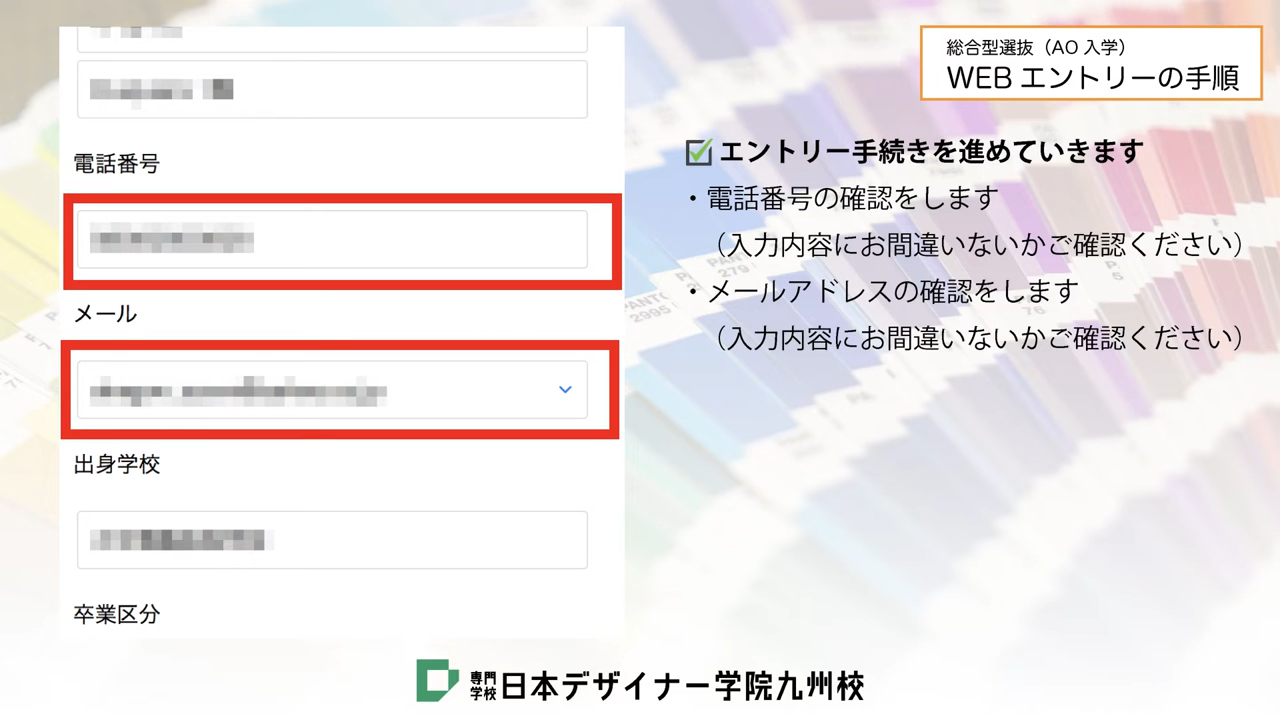 総合型選抜（AO 入学）
WEB エントリーの手順
電話番号
メール
出身学校
卒業区分
エントリー手続きを進めていきます
・電話番号の確認をします
（入力内容にお間違いないかご確認ください）
・メールアドレスの確認をします
（入力内容にお間違いないかご確認ください）
PANTO
2995
PANT
279
76
専門学校日本デザイナー学院九州校